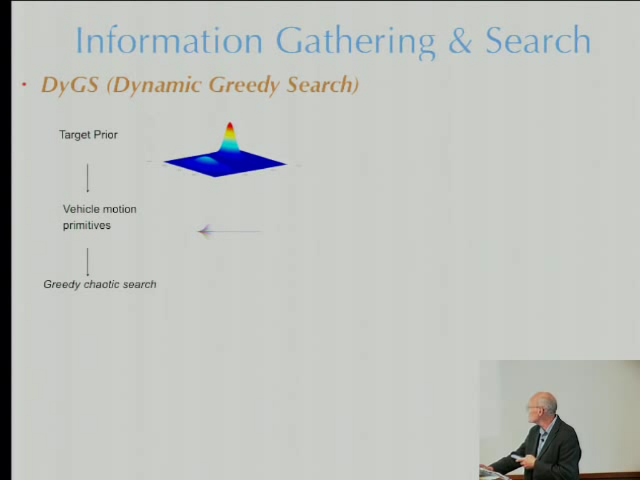 Information Gathering & Search
• DyGS (Dynamic Greedy Search)
Target Prior
Vehicle motion
primitives
Greedy chaotic search